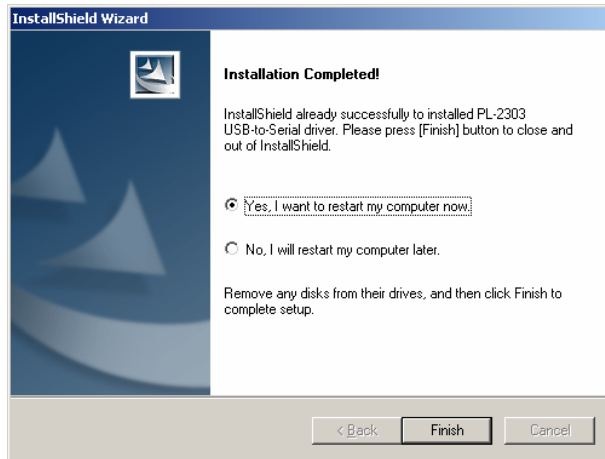 InstallShield Wizard
Installation Completed!
InstallShield already successfully to installed PL-2303
USB-to-Serial driver. Please press [Finish] button to close and
out of InstallShield.
Yes, I want to restart my computer now.
No, I will restart my computer later.
Remove any disks from their drives, and then click Finish to
complete setup.
< Back
Finish
Cancel